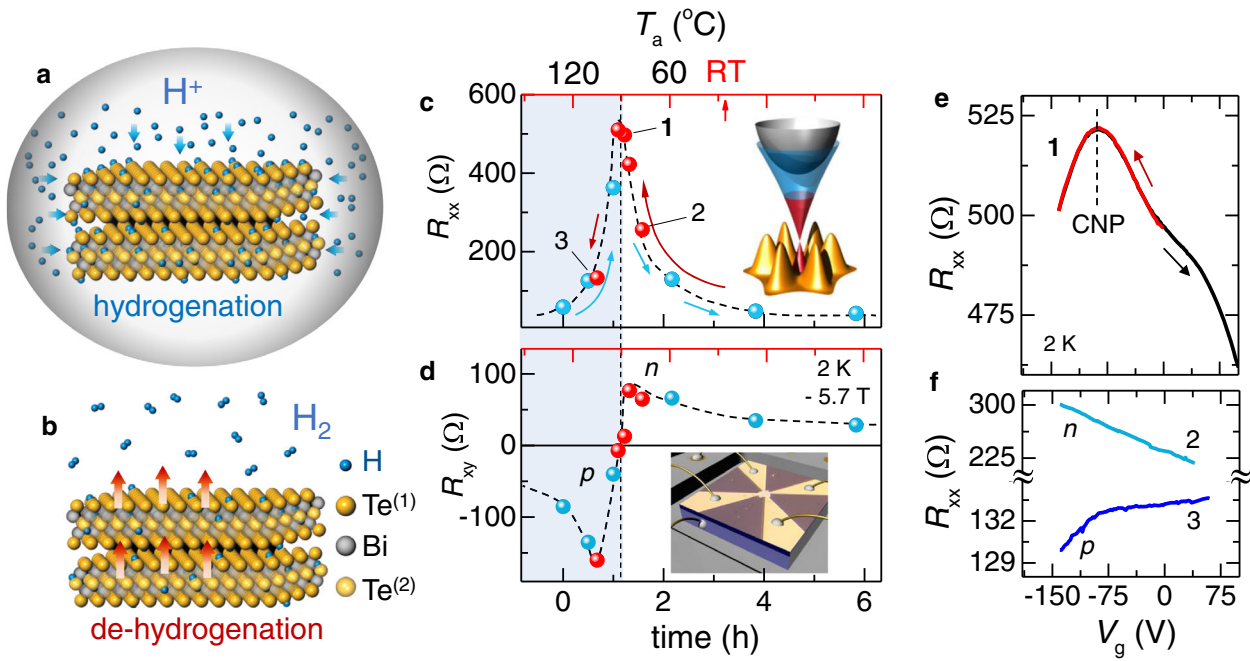 a
H⁺
hydrogenation
b
H₂
H
Te⁽¹⁾
Bi
Te⁽²⁾
de-hydrogenation
Tₐ (°C)
120 60 RT
c
600
400
200
Rₓₓ (Ω)
1
2
3
d
100
0
-100
R_xy (Ω)
n
p
2 K
- 5.7 T
0 2 4 6
time (h)
e
525
500
475
Rₓₓ (Ω)
1
CNP
2 K
f
300
225
132
129
Rₓₓ (Ω)
n
2
3
p
-150 -75 0 75
V_g (V)